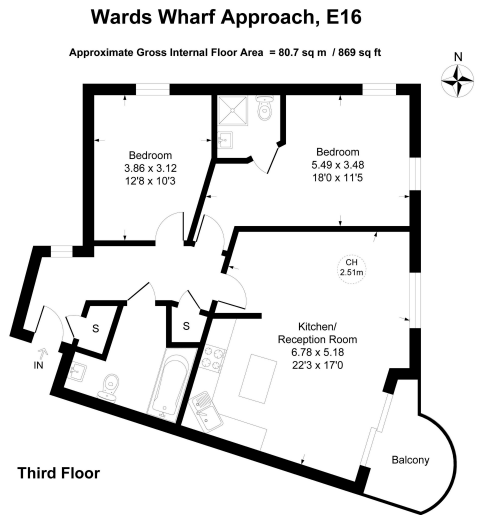 Wards Wharf Approach, E16
Approximate Gross Internal Floor Area = 80.7 sq m / 869 sq ft
N
Bedroom
3.86 x 3.12
12'8 x 10'3
Bedroom
5.49 x 3.48
18'0 x 11'5
CH
2.51m
S
S
IN
Kitchen/
Reception Room
6.78 x 5.18
22'3 x 17'0
Balcony
Third Floor